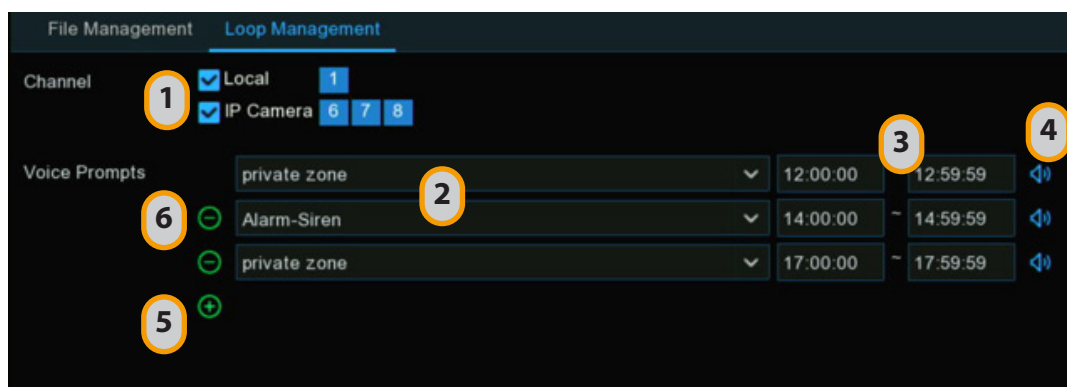 File Management Loop Management
Channel 1 Local 1
IP Camera 6 7 8
3 4
Voice Prompts private zone 2 12:00:00 12:59:59
6 Alarm-Siren 14:00:00 ~ 14:59:59
private zone 17:00:00 ~ 17:59:59
5